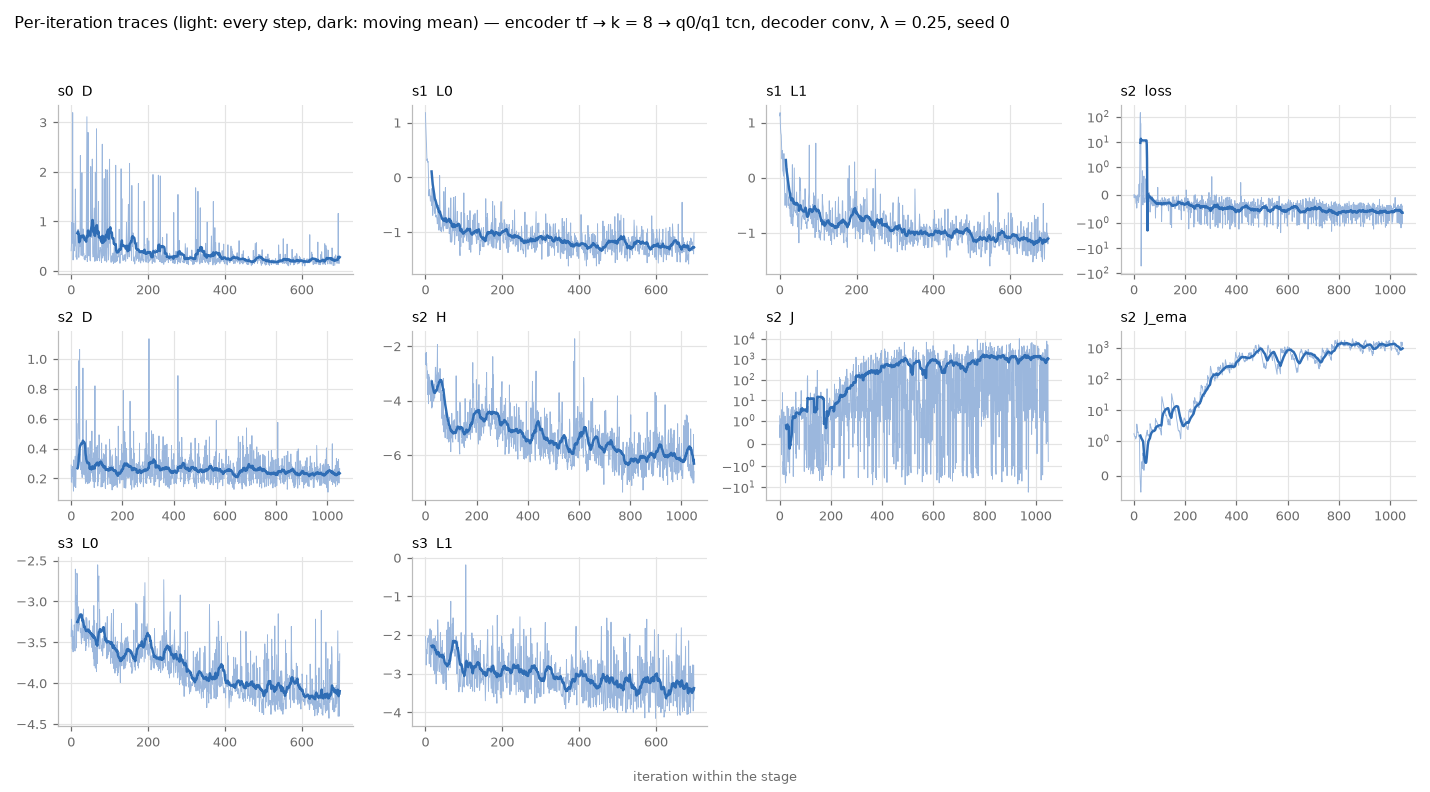 Per-iteration traces (light: every step, dark: moving mean) — encoder tf → k = 8 → q0/q1 tcn, decoder conv, λ = 0.25, seed 0
s0 D
3
2
1
0
0 200 400 600
s1 L0
1
0
−1
0 200 400 600
s1 L1
1
0
−1
0 200 400 600
s2 loss
10²
10¹
10⁰
0
−10⁰
−10¹
−10²
0 200 400 600 800 1000
s2 D
1.0
0.8
0.6
0.4
0.2
0 200 400 600 800 1000
s2 H
−2
−4
−6
0 200 400 600 800 1000
s2 J
10⁴
10³
10²
10¹
10⁰
0
−10⁰
−10¹
0 200 400 600 800 1000
s2 J_ema
10³
10²
10¹
10⁰
0
0 200 400 600 800 1000
s3 L0
−2.5
−3.0
−3.5
−4.0
−4.5
0 200 400 600
s3 L1
0
−1
−2
−3
−4
0 200 400 600
iteration within the stage